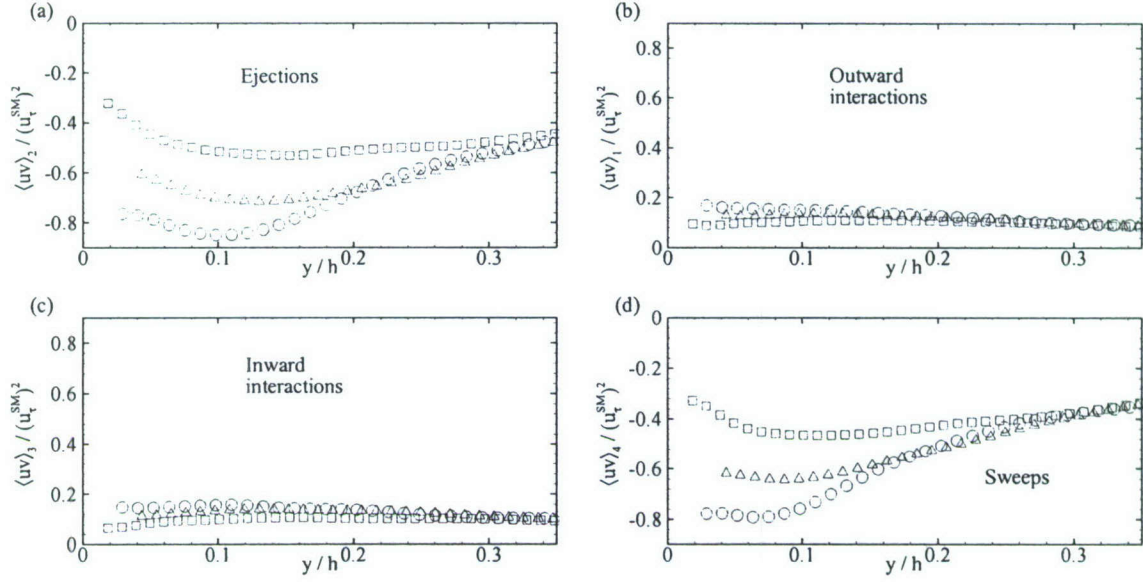 (a)
0
-0.2
-0.4
-0.6
-0.8
⟨uv⟩₂ / (u_τ^SM)²
Ejections
0 0.1 0.2 0.3
y / h
(b)
0.8
0.6
0.4
0.2
0
⟨uv⟩₁ / (u_τ^SM)²
Outward
interactions
0 0.1 0.2 0.3
y / h
(c)
0.8
0.6
0.4
0.2
0
⟨uv⟩₃ / (u_τ^SM)²
Inward
interactions
0 0.1 0.2 0.3
y / h
(d)
0
-0.2
-0.4
-0.6
-0.8
⟨uv⟩₄ / (u_τ^SM)²
Sweeps
0 0.1 0.2 0.3
y / h